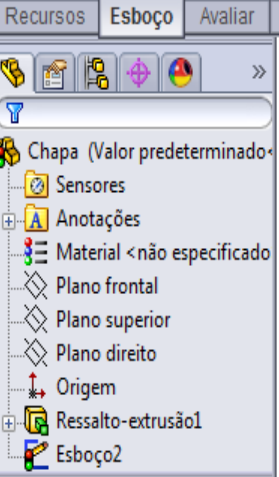 Recursos Esboço Avaliar
»
Chapa (Valor predeterminado<
Sensores
A Anotações
Material <não especificado
Plano frontal
Plano superior
Plano direito
Origem
Ressalto-extrusão1
Esboço2